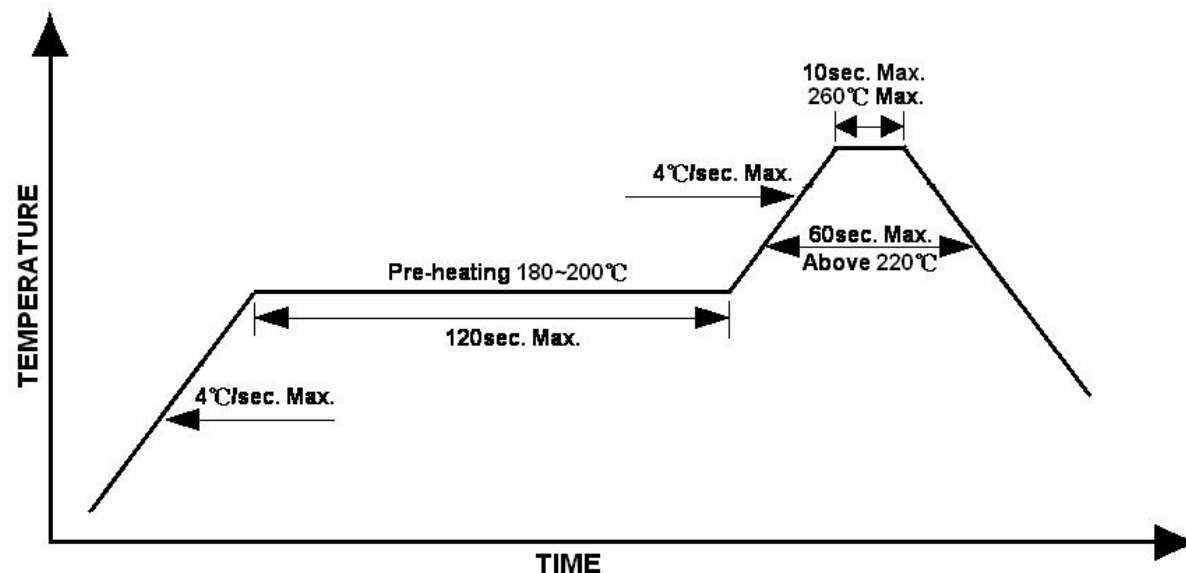 10sec. Max.
260℃ Max.
4℃/sec. Max.
60sec. Max.
Above 220℃
Pre-heating 180~200℃
120sec. Max.
4℃/sec. Max.
TEMPERATURE
TIME